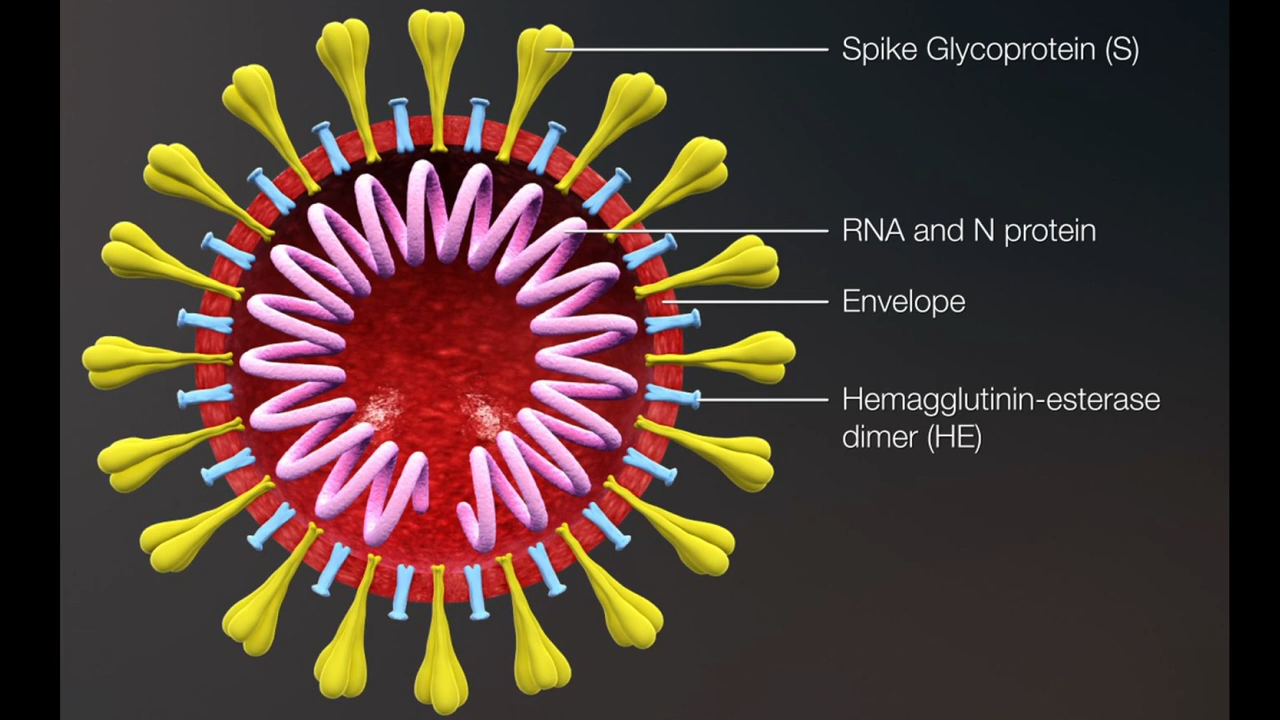 Spike Glycoprotein (S)
RNA and N protein
Envelope
Hemagglutinin-esterase
dimer (HE)